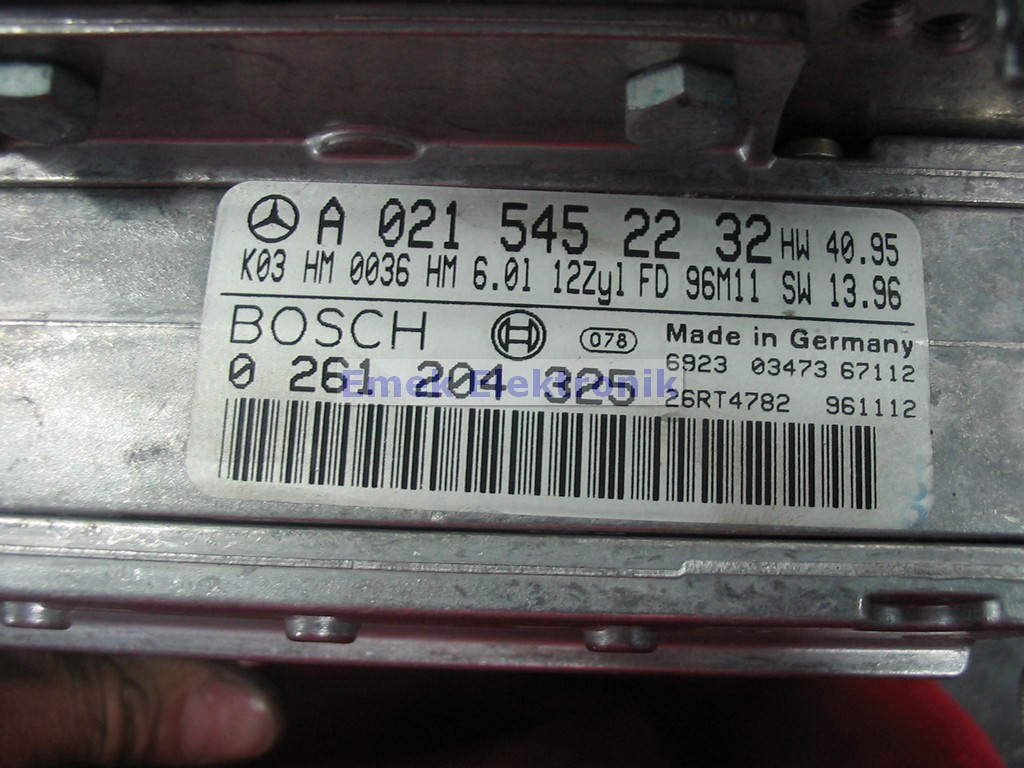 A 021 545 22 32 HW 40.95
K03 HM 0036 HM 6.0l 12Zyl FD 96M11 SW 13.96
BOSCH 078 Made in Germany
0 261 204 325 6923 03473 67112
26RT4782 961112
Emek Elektronik